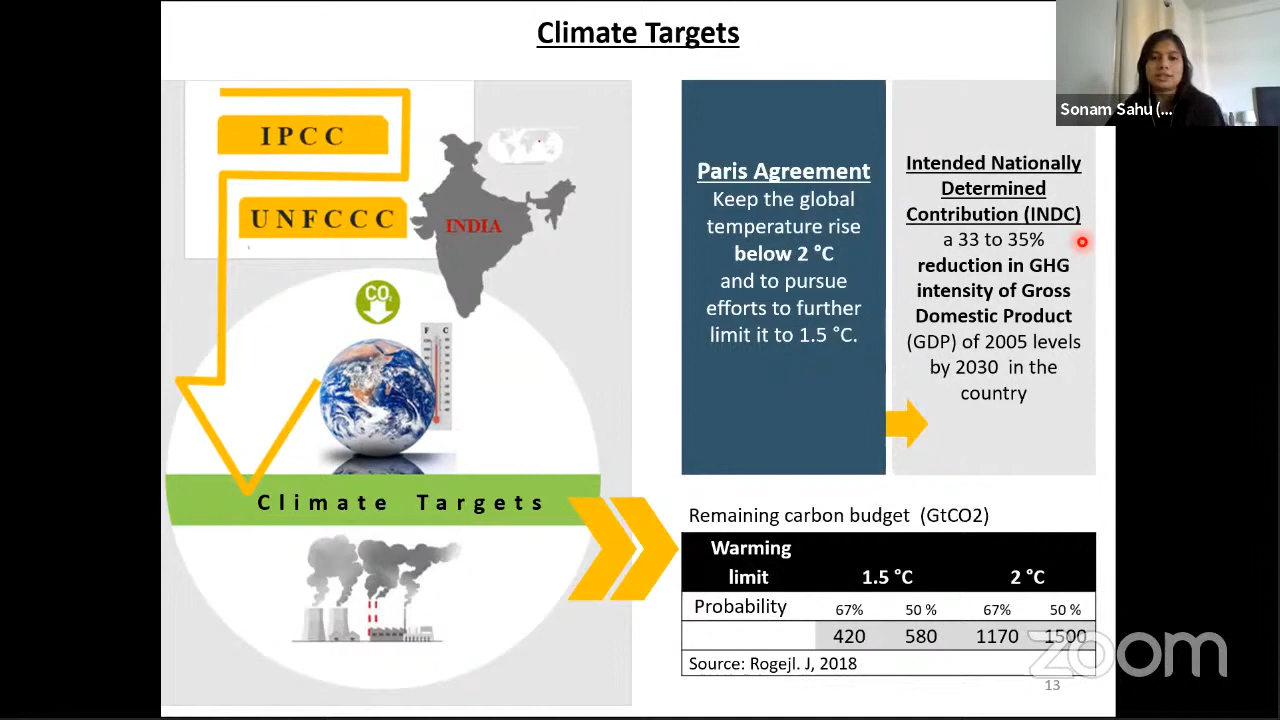 Climate Targets
Sonam Sahu (...
IPCC
UNFCCC
INDIA
CO2
F C
Climate Targets
Paris Agreement
Keep the global
temperature rise
below 2 °C
and to pursue
efforts to further
limit it to 1.5 °C.
Intended Nationally
Determined
Contribution (INDC)
a 33 to 35%
reduction in GHG
intensity of Gross
Domestic Product
(GDP) of 2005 levels
by 2030 in the
country
Remaining carbon budget (GtCO2)
Warming
limit 1.5 °C 2 °C
Probability 67% 50 % 67% 50 %
420 580 1170 1500
Source: Rogejl. J, 2018
zoom
13